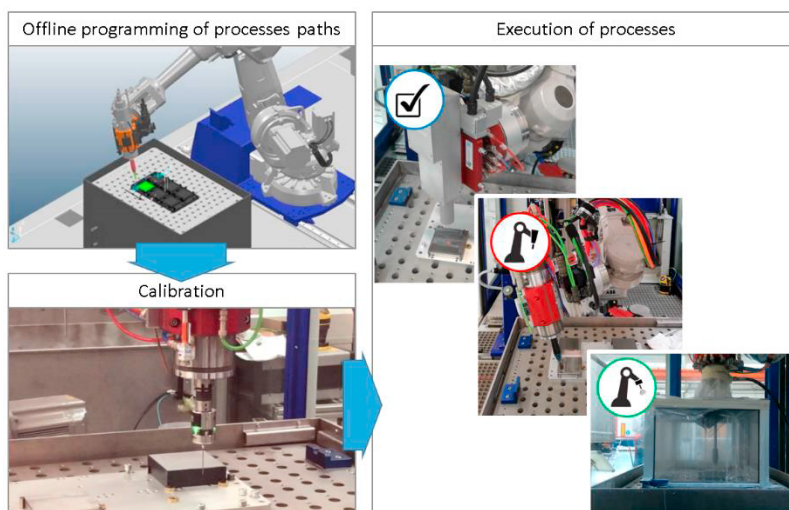 Offline programming of processes paths
Execution of processes
Calibration